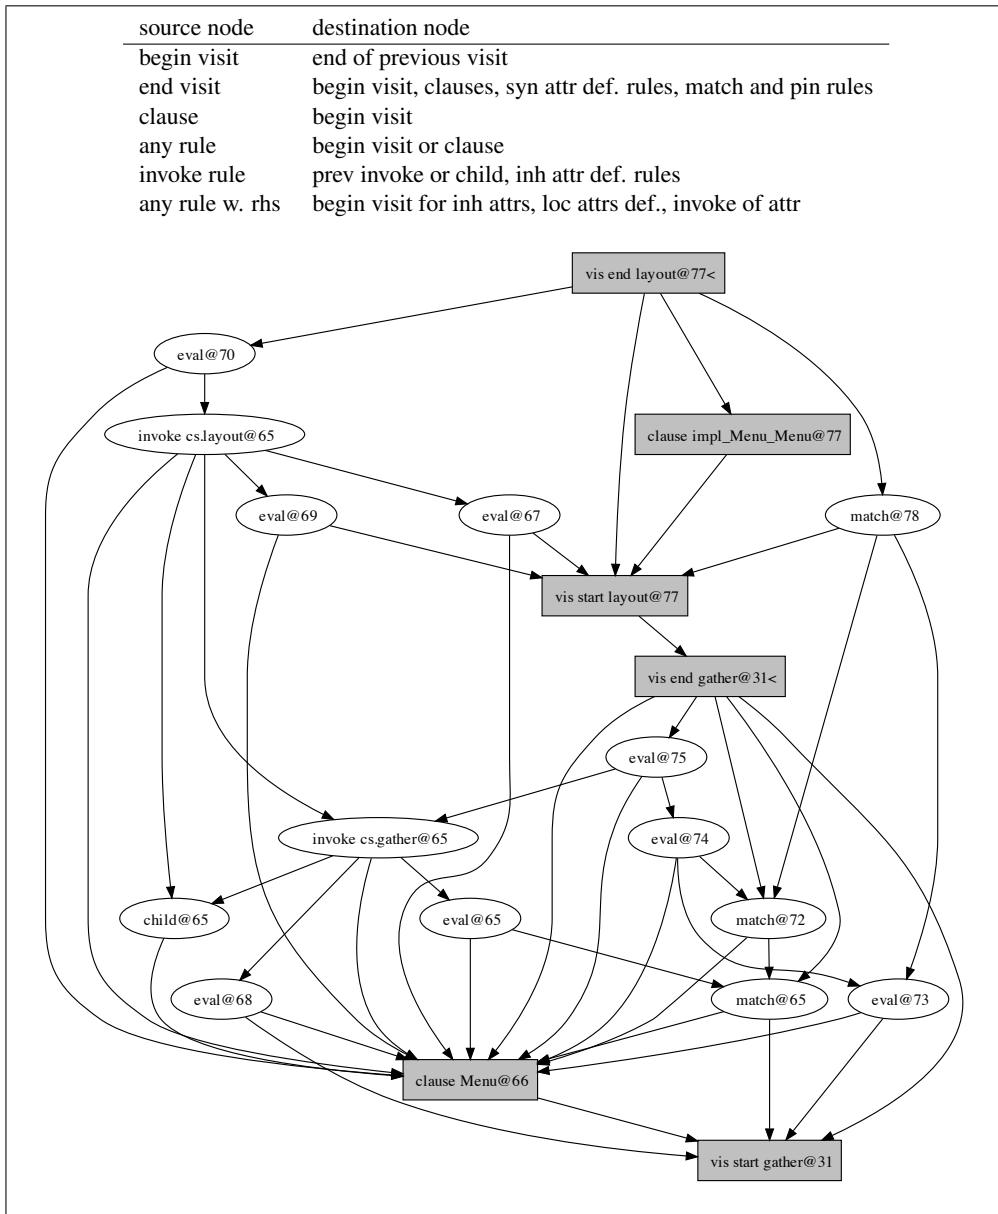 source node destination node
begin visit end of previous visit
end visit begin visit, clauses, syn attr def. rules, match and pin rules
clause begin visit
any rule begin visit or clause
invoke rule prev invoke or child, inh attr def. rules
any rule w. rhs begin visit for inh attrs, loc attrs def., invoke of attr
vis end layout@77<
eval@70
invoke cs.layout@65
clause impl_Menu_Menu@77
eval@69
eval@67
match@78
vis start layout@77
vis end gather@31<
eval@75
invoke cs.gather@65
eval@74
child@65
eval@65
match@72
eval@68
match@65
eval@73
clause Menu@66
vis start gather@31